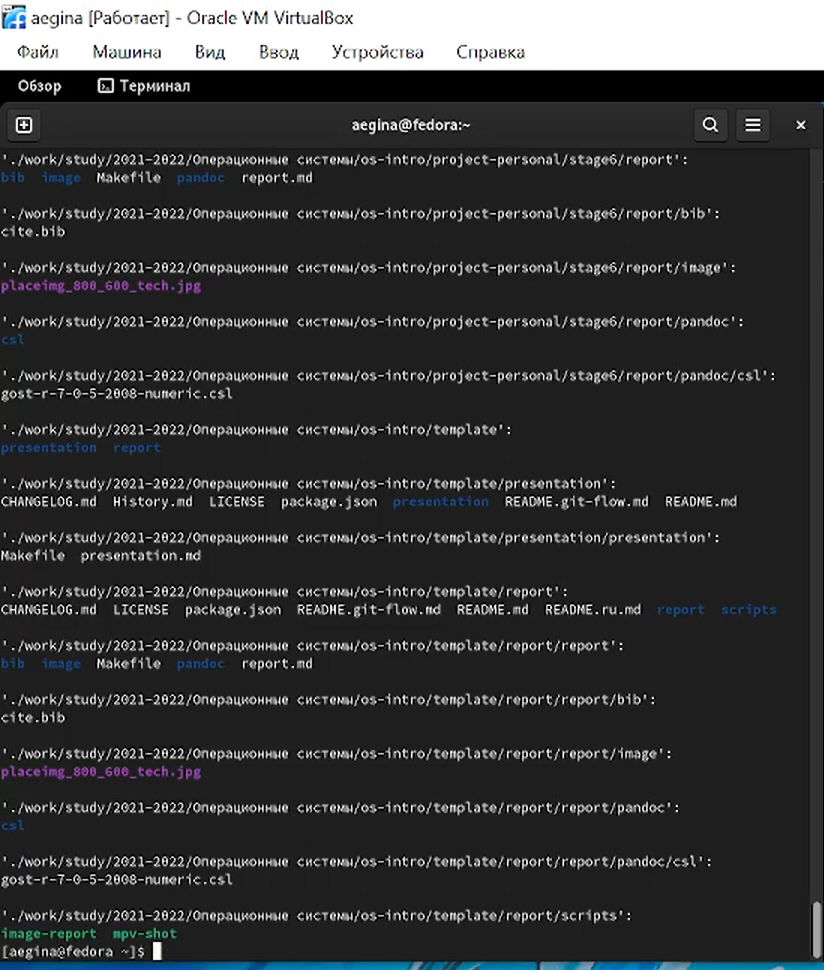 aegina [Работает] - Oracle VM VirtualBox
Файл Машина Вид Ввод Устройства Справка
Обзор Терминал
aegina@fedora:~
'./work/study/2021-2022/Операционные системы/os-intro/project-personal/stage6/report':
bib image Makefile pandoc report.md
'./work/study/2021-2022/Операционные системы/os-intro/project-personal/stage6/report/bib':
cite.bib
'./work/study/2021-2022/Операционные системы/os-intro/project-personal/stage6/report/image':
placeimg_800_600_tech.jpg
'./work/study/2021-2022/Операционные системы/os-intro/project-personal/stage6/report/pandoc':
csl
'./work/study/2021-2022/Операционные системы/os-intro/project-personal/stage6/report/pandoc/csl':
gost-r-7-0-5-2008-numeric.csl
'./work/study/2021-2022/Операционные системы/os-intro/template':
presentation report
'./work/study/2021-2022/Операционные системы/os-intro/template/presentation':
CHANGELOG.md History.md LICENSE package.json presentation README.git-flow.md README.md
'./work/study/2021-2022/Операционные системы/os-intro/template/presentation/presentation':
Makefile presentation.md
'./work/study/2021-2022/Операционные системы/os-intro/template/report':
CHANGELOG.md LICENSE package.json README.git-flow.md README.md README.ru.md report scripts
'./work/study/2021-2022/Операционные системы/os-intro/template/report/report':
bib image Makefile pandoc report.md
'./work/study/2021-2022/Операционные системы/os-intro/template/report/report/bib':
cite.bib
'./work/study/2021-2022/Операционные системы/os-intro/template/report/report/image':
placeimg_800_600_tech.jpg
'./work/study/2021-2022/Операционные системы/os-intro/template/report/report/pandoc':
csl
'./work/study/2021-2022/Операционные системы/os-intro/template/report/report/pandoc/csl':
gost-r-7-0-5-2008-numeric.csl
'./work/study/2021-2022/Операционные системы/os-intro/template/report/scripts':
image-report mpv-shot
[aegina@fedora ~]$